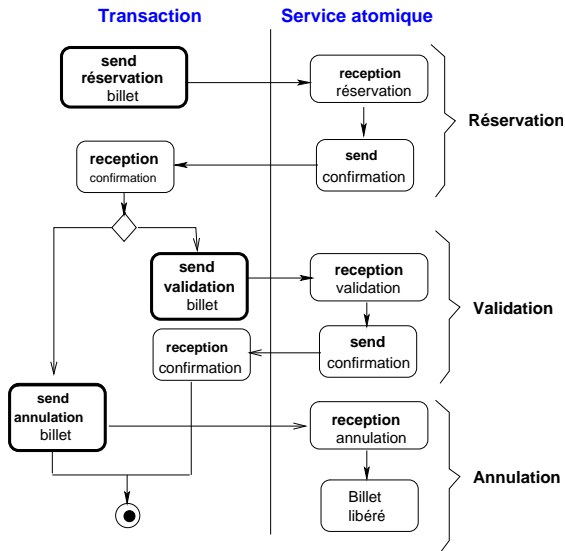 Transaction
Service atomique
send
réservation
billet
reception
réservation
Réservation
reception
confirmation
send
confirmation
send
validation
billet
reception
validation
Validation
reception
confirmation
send
confirmation
send
annulation
billet
reception
annulation
Annulation
Billet
libéré